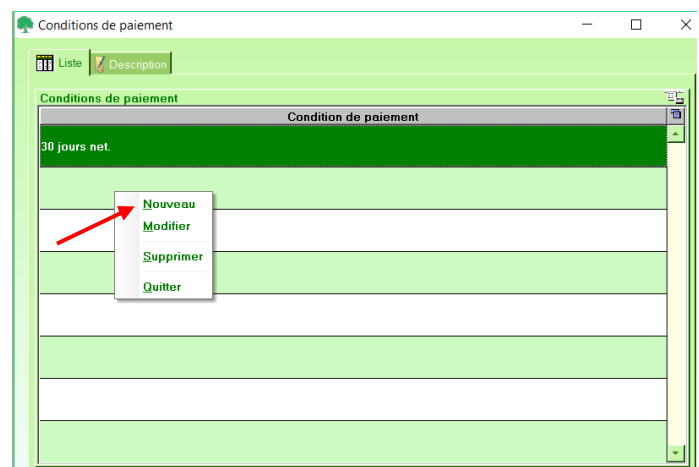 Conditions de paiement
Liste Description
Conditions de paiement
Condition de paiement
30 jours net.
Nouveau
Modifier
Supprimer
Quitter